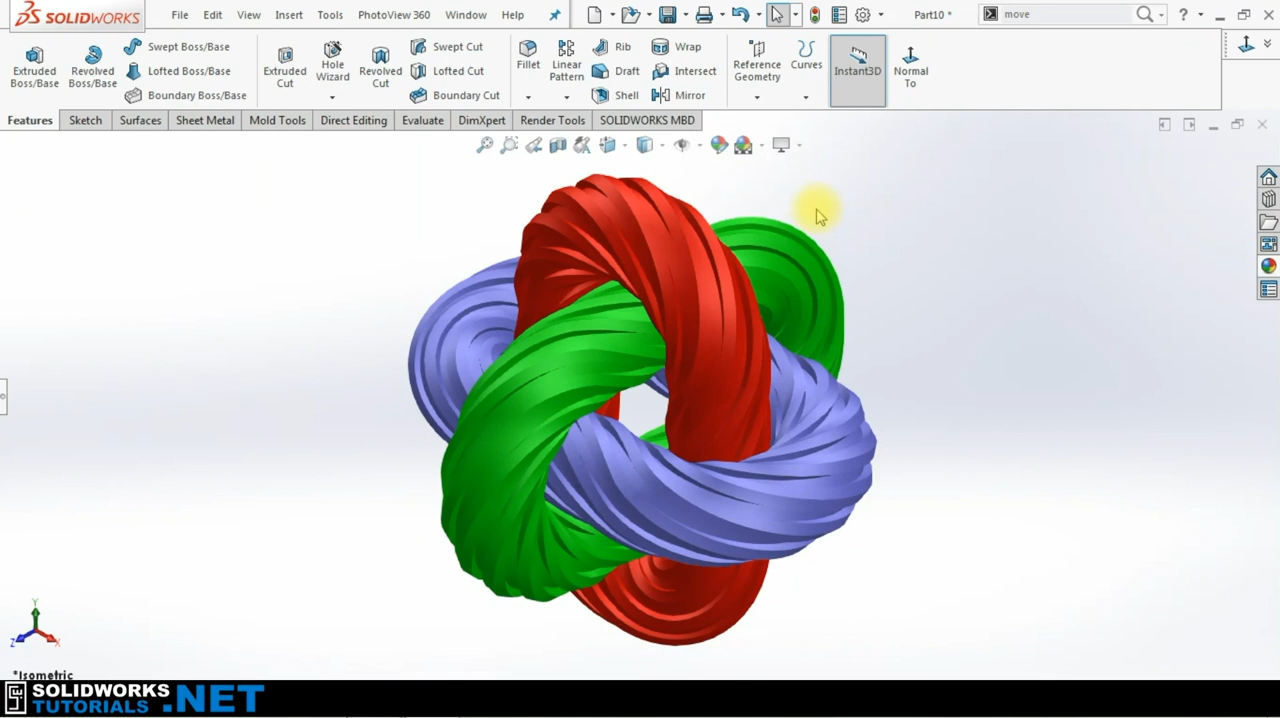 SOLIDWORKS File Edit View Insert Tools PhotoView 360 Window Help Part10 * move ?
Extruded Boss/Base
Revolved Boss/Base
Swept Boss/Base
Lofted Boss/Base
Boundary Boss/Base
Extruded Cut
Hole Wizard
Revolved Cut
Swept Cut
Lofted Cut
Boundary Cut
Fillet
Linear Pattern
Rib
Draft
Shell
Wrap
Intersect
Mirror
Reference Geometry
Curves
Instant3D
Normal To
Features Sketch Surfaces Sheet Metal Mold Tools Direct Editing Evaluate DimXpert Render Tools SOLIDWORKS MBD
Y
Z X
*Isometric
SOLIDWORKS
TUTORIALS .NET